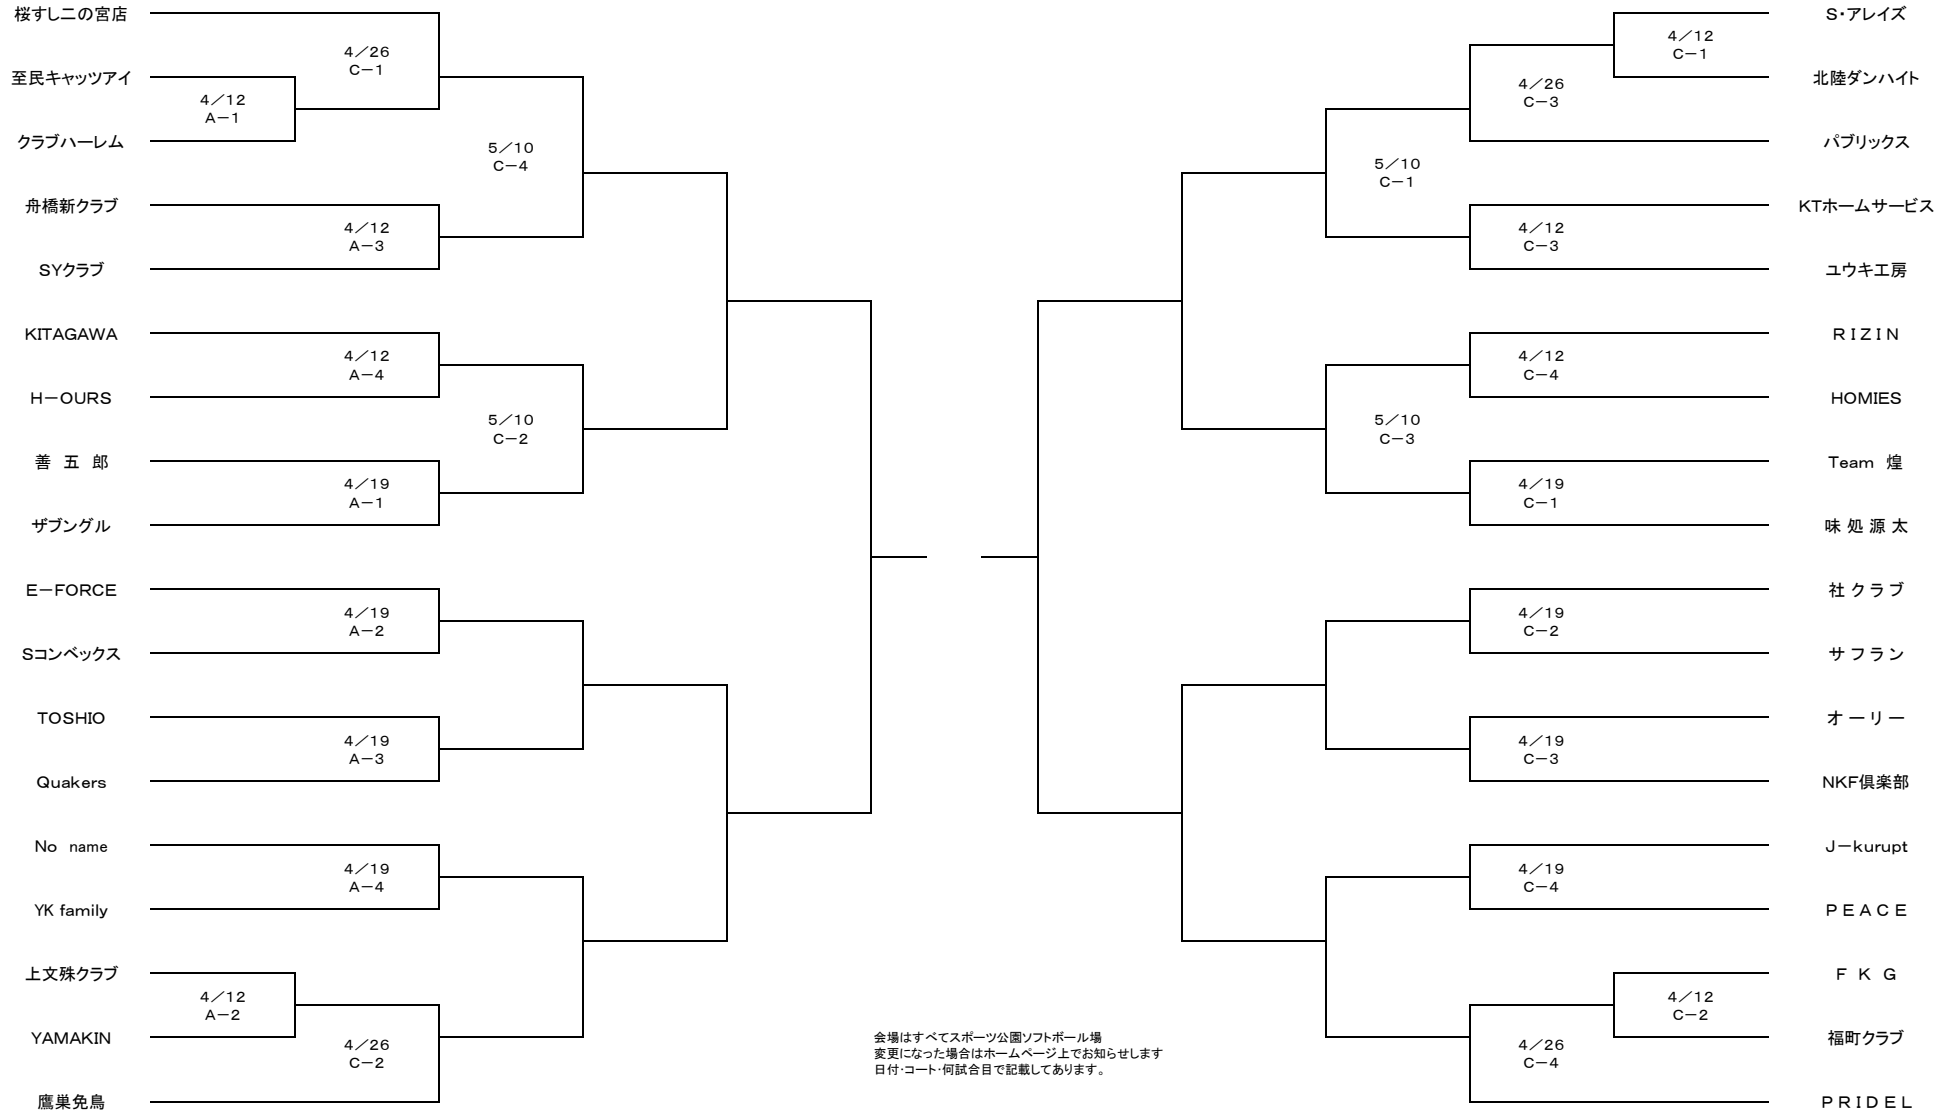 桜すし二の宮店
4／26
C－1
至民キャッツアイ
4／12
A－1
クラブハーレム
5／10
C－4
舟橋新クラブ
4／12
A－3
SYクラブ
KITAGAWA
4／12
A－4
H－OURS
5／10
C－2
善　五　郎
4／19
A－1
ザブングル
E－FORCE
4／19
A－2
Sコンベックス
TOSHIO
4／19
A－3
Quakers
No　name
4／19
A－4
YK family
上文殊クラブ
4／12
A－2
YAMAKIN
4／26
C－2
鷹巣免鳥
S・アレイズ
4／12
C－1
北陸ダンハイト
4／26
C－3
パブリックス
5／10
C－1
KTホームサービス
4／12
C－3
ユウキ工房
ＲＩＺＩＮ
4／12
C－4
HOMIES
5／10
C－3
Team　煌
4／19
C－1
味 処 源 太
社 クラブ
4／19
C－2
サ フ ラ ン
オ ー リ ー
4／19
C－3
NKF倶楽部
J－kurupt
4／19
C－4
ＰＥＡＣＥ
Ｆ　Ｋ　Ｇ
4／12
C－2
福町クラブ
4／26
C－4
ＰＲＩＤＥＬ
会場はすべてスポーツ公園ソフトボール場
変更になった場合はホームページ上でお知らせします
日付・コート・何試合目で記載してあります。